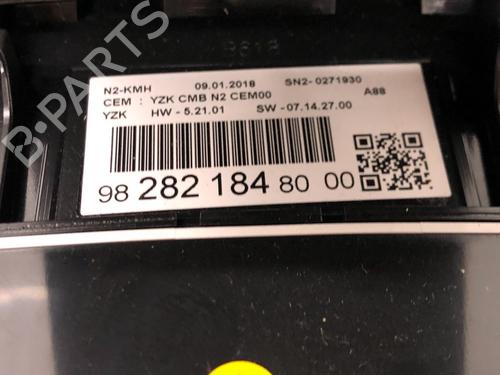 8618
N2-KMH 09.01.2018 SN2- 0271930
CEM : YZK CMB N2 CEM00 A88
YZK HW - 5.21.01 SW - 07.14.27.00
98 282 184 80 00
B-PARTS